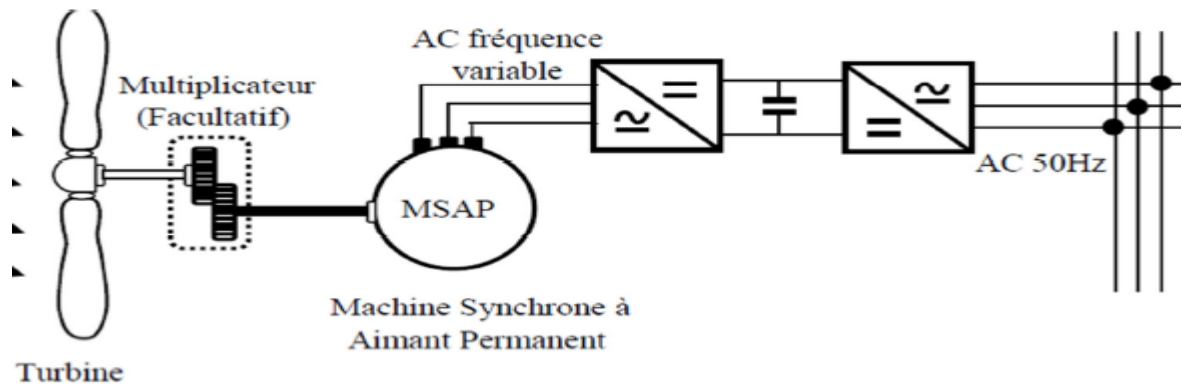 AC fréquence
variable
Multiplicateur
(Facultatif)
MSAP
AC 50Hz
Machine Synchrone à
Aimant Permanent
Turbine